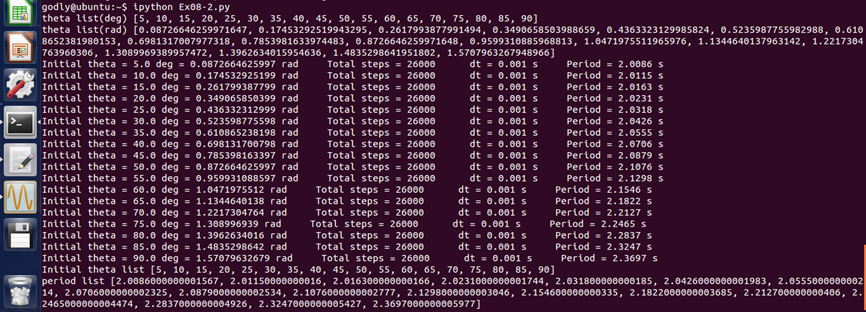 godly@ubuntu:~$ ipython Ex08-2.py
theta list(deg) [5, 10, 15, 20, 25, 30, 35, 40, 45, 50, 55, 60, 65, 70, 75, 80, 85, 90]
theta list(rad) [0.08726646259971647, 0.17453292519943295, 0.2617993877991494, 0.3490658503988659, 0.4363323129985824, 0.5235987755982988, 0.610
8652381980153, 0.6981317007977318, 0.7853981633974483, 0.8726646259971648, 0.9599310885968813, 1.0471975511965976, 1.1344640137963142, 1.2217304
763960306, 1.3089969389957472, 1.3962634015954636, 1.4835298641951802, 1.5707963267948966]
Initial theta = 5.0 deg = 0.0872664625997 rad     Total steps = 26000     dt = 0.001 s     Period = 2.0086 s
Initial theta = 10.0 deg = 0.174532925199 rad     Total steps = 26000     dt = 0.001 s     Period = 2.0115 s
Initial theta = 15.0 deg = 0.261799387799 rad     Total steps = 26000     dt = 0.001 s     Period = 2.0163 s
Initial theta = 20.0 deg = 0.349065850399 rad     Total steps = 26000     dt = 0.001 s     Period = 2.0231 s
Initial theta = 25.0 deg = 0.436332312999 rad     Total steps = 26000     dt = 0.001 s     Period = 2.0318 s
Initial theta = 30.0 deg = 0.523598775598 rad     Total steps = 26000     dt = 0.001 s     Period = 2.0426 s
Initial theta = 35.0 deg = 0.610865238198 rad     Total steps = 26000     dt = 0.001 s     Period = 2.0555 s
Initial theta = 40.0 deg = 0.698131700798 rad     Total steps = 26000     dt = 0.001 s     Period = 2.0706 s
Initial theta = 45.0 deg = 0.785398163397 rad     Total steps = 26000     dt = 0.001 s     Period = 2.0879 s
Initial theta = 50.0 deg = 0.872664625997 rad     Total steps = 26000     dt = 0.001 s     Period = 2.1076 s
Initial theta = 55.0 deg = 0.959931088597 rad     Total steps = 26000     dt = 0.001 s     Period = 2.1298 s
Initial theta = 60.0 deg = 1.0471975512 rad     Total steps = 26000     dt = 0.001 s     Period = 2.1546 s
Initial theta = 65.0 deg = 1.1344640138 rad     Total steps = 26000     dt = 0.001 s     Period = 2.1822 s
Initial theta = 70.0 deg = 1.2217304764 rad     Total steps = 26000     dt = 0.001 s     Period = 2.2127 s
Initial theta = 75.0 deg = 1.308996939 rad     Total steps = 26000     dt = 0.001 s     Period = 2.2465 s
Initial theta = 80.0 deg = 1.3962634016 rad     Total steps = 26000     dt = 0.001 s     Period = 2.2837 s
Initial theta = 85.0 deg = 1.4835298642 rad     Total steps = 26000     dt = 0.001 s     Period = 2.3247 s
Initial theta = 90.0 deg = 1.57079632679 rad     Total steps = 26000     dt = 0.001 s     Period = 2.3697 s
Initial theta list [5, 10, 15, 20, 25, 30, 35, 40, 45, 50, 55, 60, 65, 70, 75, 80, 85, 90]
period list [2.0086000000001567, 2.01150000000016, 2.016300000000166, 2.0231000000001744, 2.031800000000185, 2.0426000000001983, 2.0555000000002
14, 2.0706000000002325, 2.0879000000002534, 2.1076000000002777, 2.1298000000003046, 2.154600000000335, 2.1822000000003685, 2.212700000000406, 2.
2465000000004474, 2.2837000000004926, 2.3247000000005427, 2.3697000000005977]